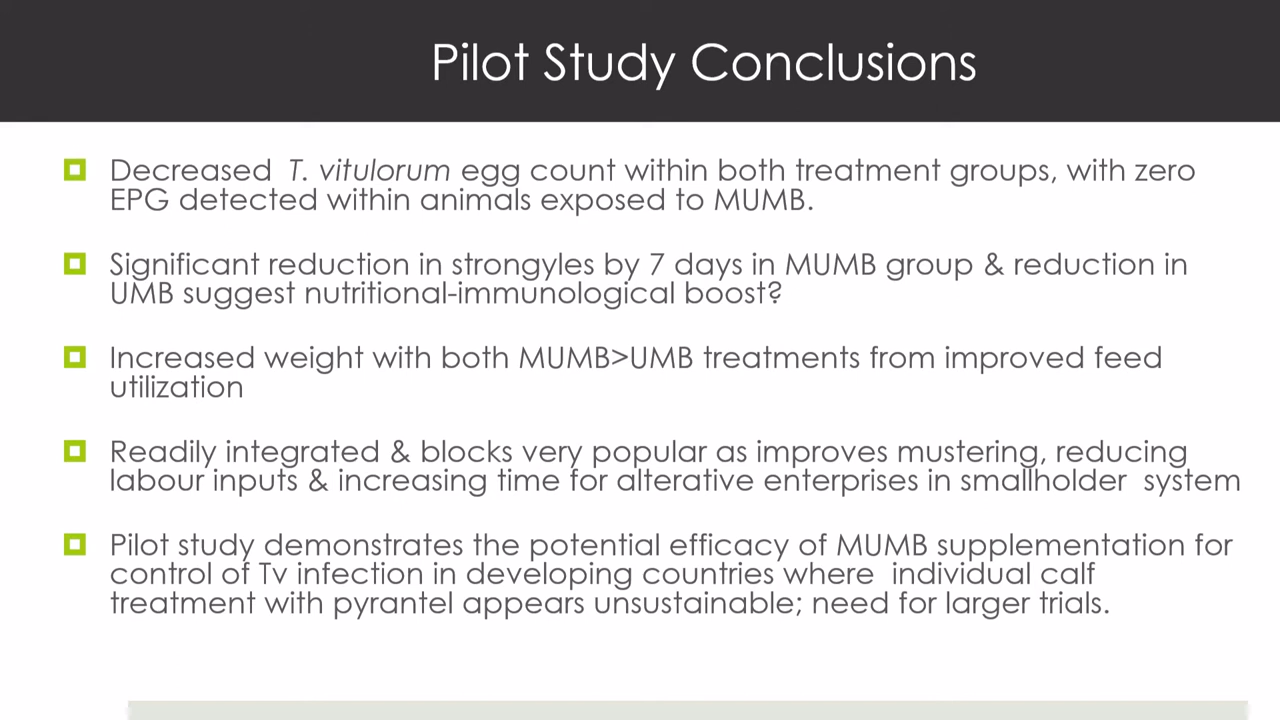 Pilot Study Conclusions
Decreased T. vitulorum egg count within both treatment groups, with zero
EPG detected within animals exposed to MUMB.
Significant reduction in strongyles by 7 days in MUMB group & reduction in
UMB suggest nutritional-immunological boost?
Increased weight with both MUMB>UMB treatments from improved feed
utilization
Readily integrated & blocks very popular as improves mustering, reducing
labour inputs & increasing time for alterative enterprises in smallholder system
Pilot study demonstrates the potential efficacy of MUMB supplementation for
control of Tv infection in developing countries where individual calf
treatment with pyrantel appears unsustainable; need for larger trials.